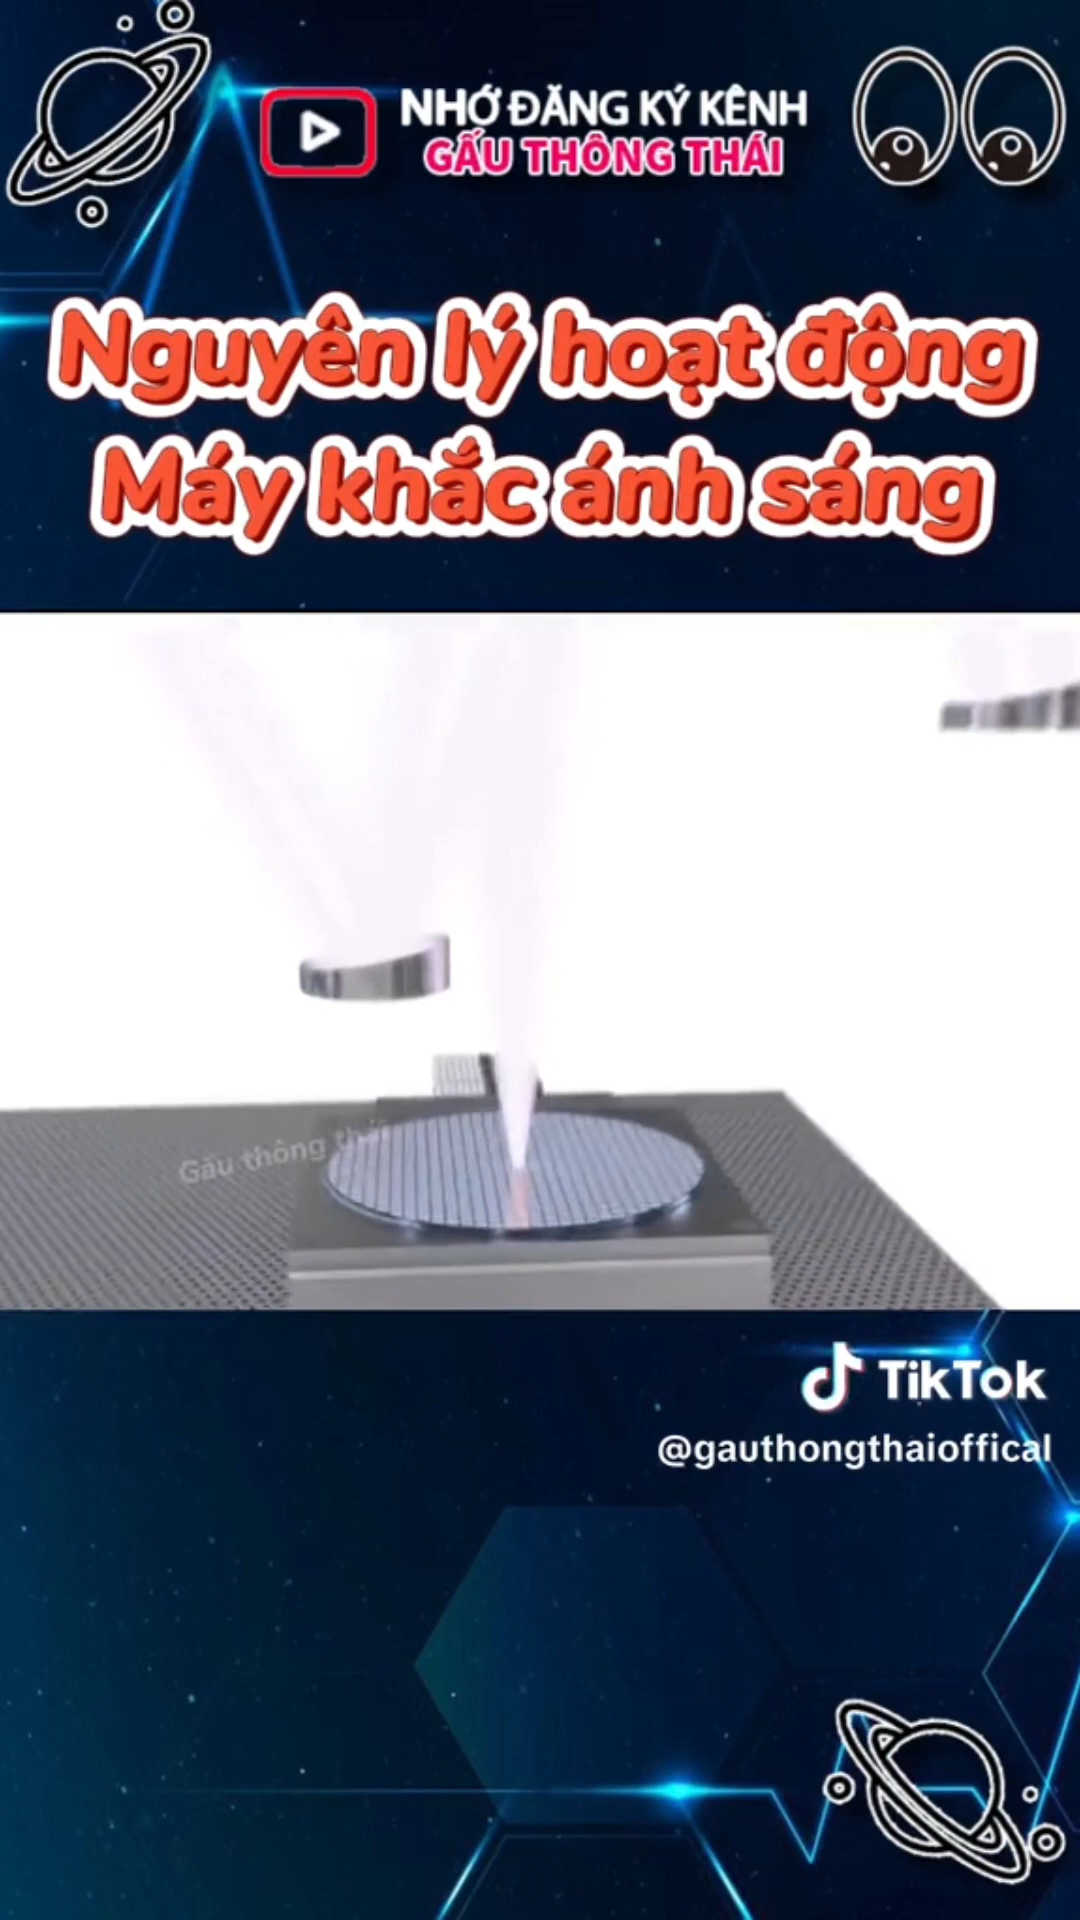 NHỚ ĐĂNG KÝ KÊNH
GẤU THÔNG THÁI
Nguyên lý hoạt động
Máy khắc ánh sáng
Gấu thông thái
TikTok
@gauthongthaioffical